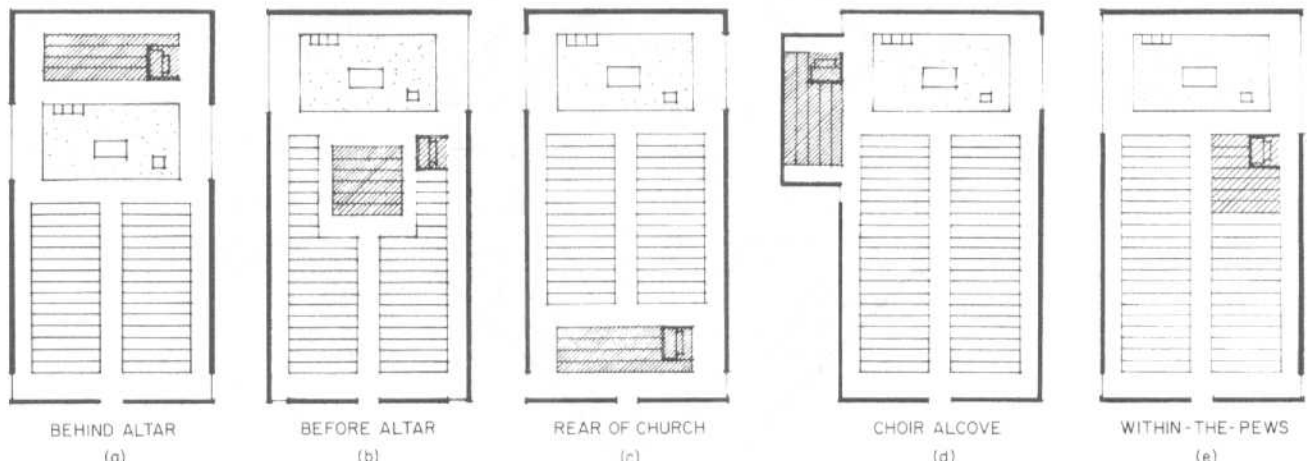 BEHIND ALTAR
(a)
BEFORE ALTAR
(b)
REAR OF CHURCH
(c)
CHOIR ALCOVE
(d)
WITHIN-THE-PEWS
(e)